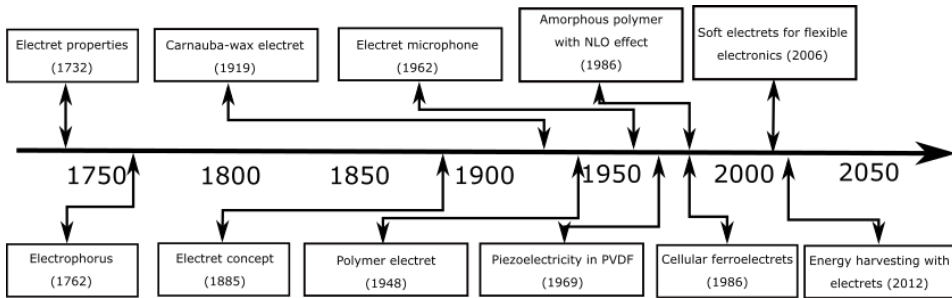 Electret properties
(1732)
Carnauba-wax electret
(1919)
Electret microphone
(1962)
Amorphous polymer
with NLO effect
(1986)
Soft electrets for flexible
electronics (2006)
1750
1800
1850
1900
1950
2000
2050
Electrophorus
(1762)
Electret concept
(1885)
Polymer electret
(1948)
Piezoelectricity in PVDF
(1969)
Cellular ferroelectrets
(1986)
Energy harvesting with
electrets (2012)